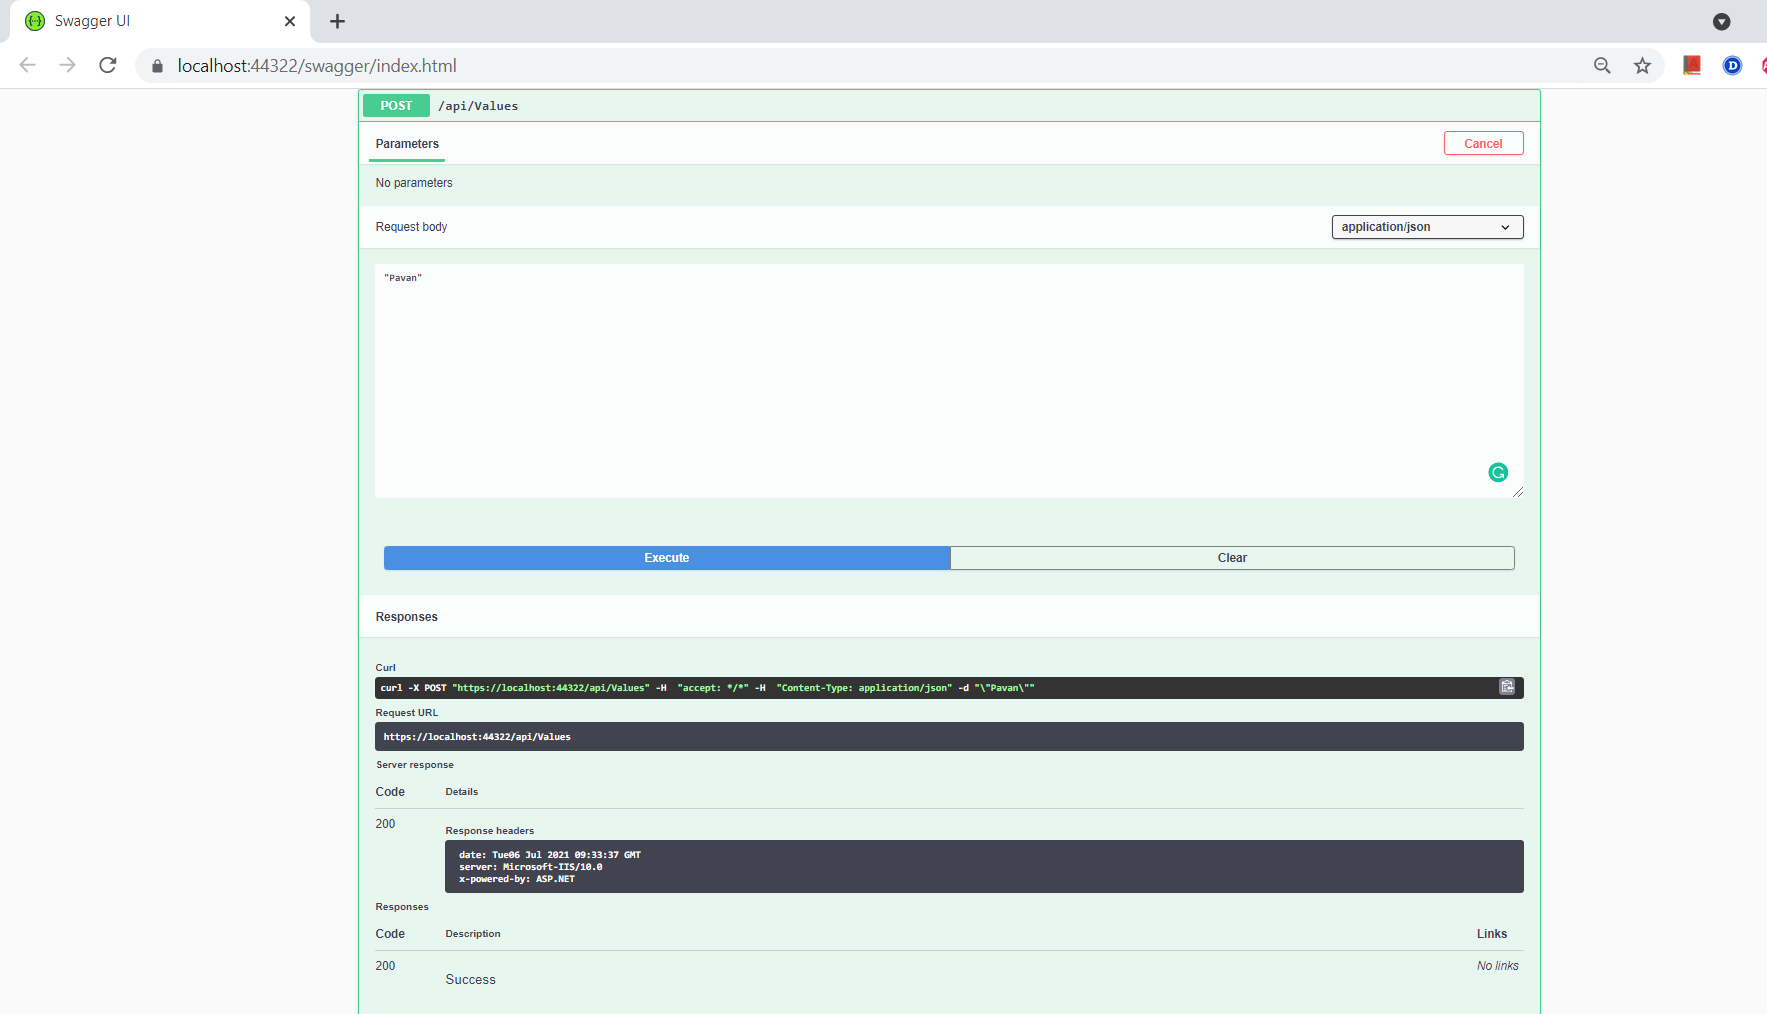 Swagger UI
localhost:44322/swagger/index.html
POST /api/Values
Parameters
Cancel
No parameters
Request body
application/json
"Pavan"
Execute
Clear
Responses
Curl
curl -X POST "https://localhost:44322/api/Values" -H  "accept: */*" -H  "Content-Type: application/json" -d "\"Pavan\""
Request URL
https://localhost:44322/api/Values
Server response
Code Details
200
Response headers
date: Tue06 Jul 2021 09:33:37 GMT
server: Microsoft-IIS/10.0
x-powered-by: ASP.NET
Responses
Code Description Links
200 No links
Success